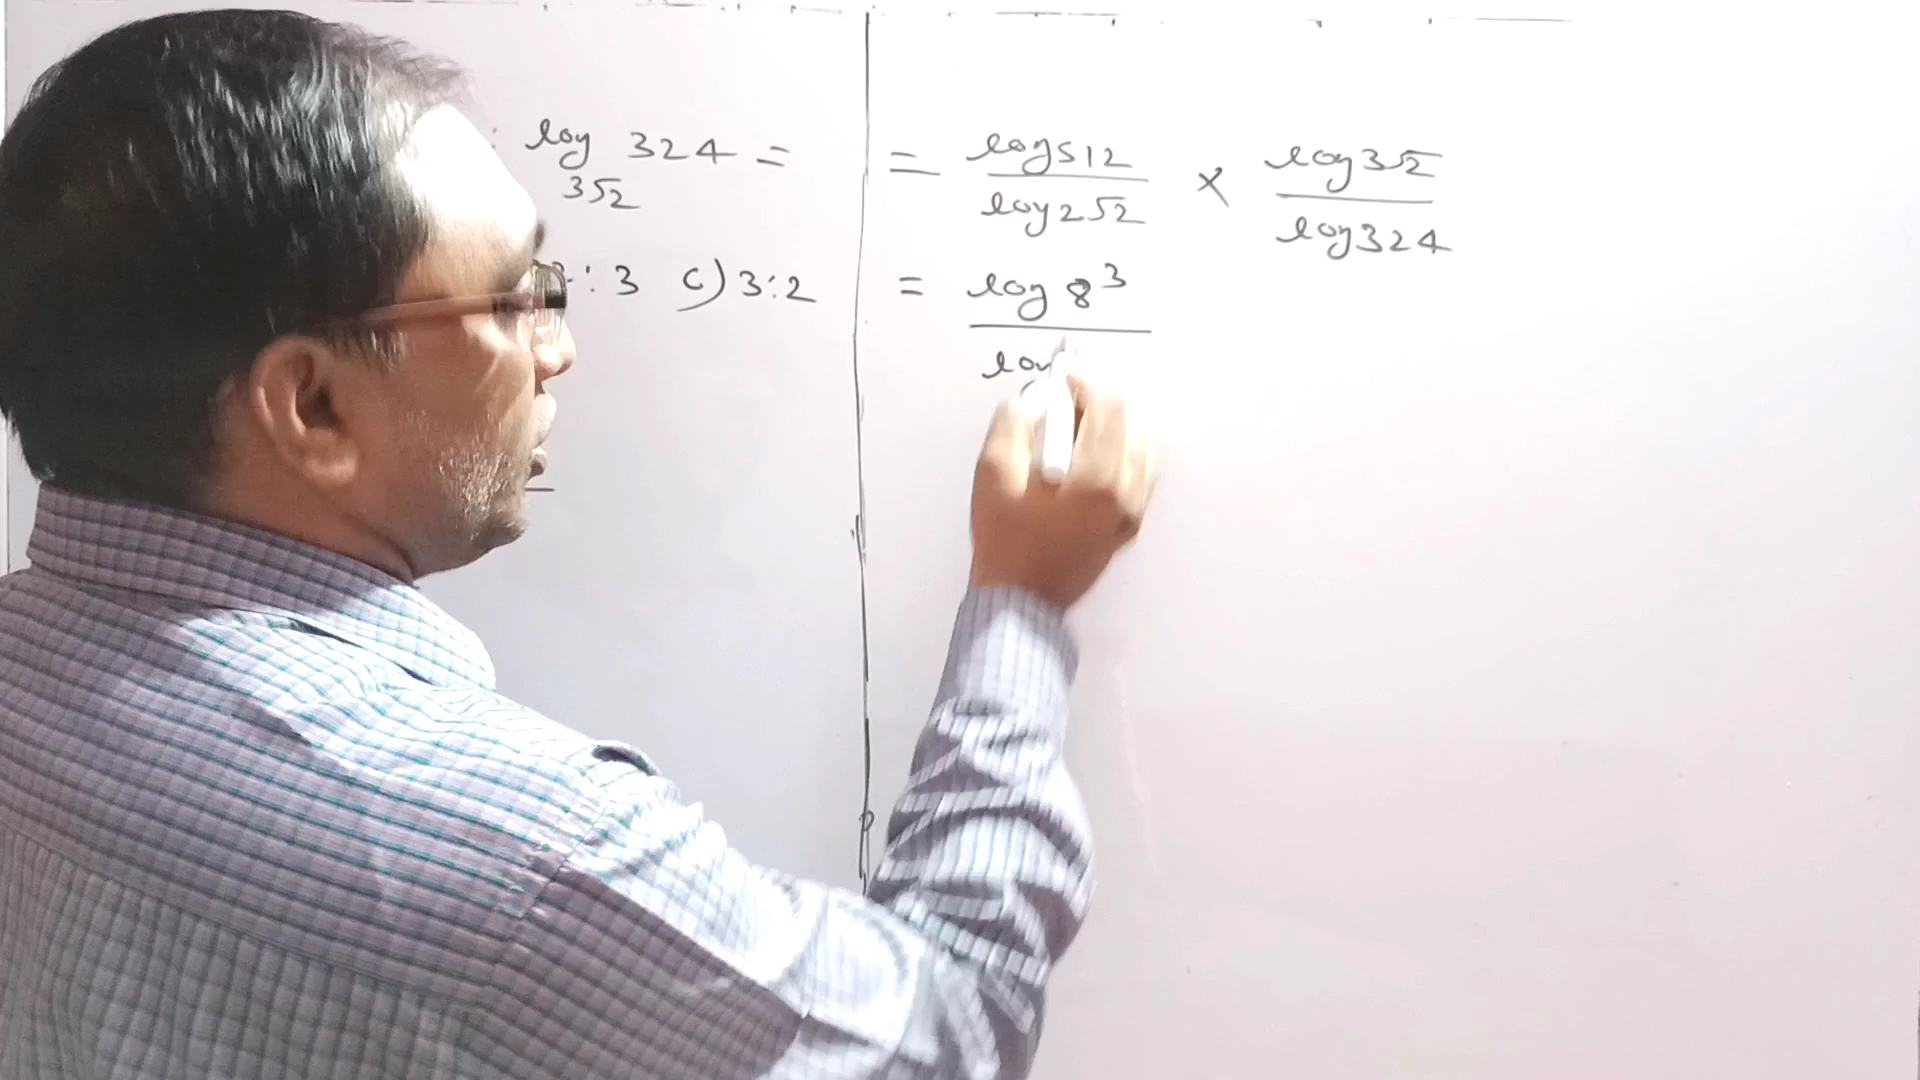 : log 324 =
3√2
: 3 c) 3:2
= log 512 / log 2√2 × log 3√2 / log 324
= log 8³
log